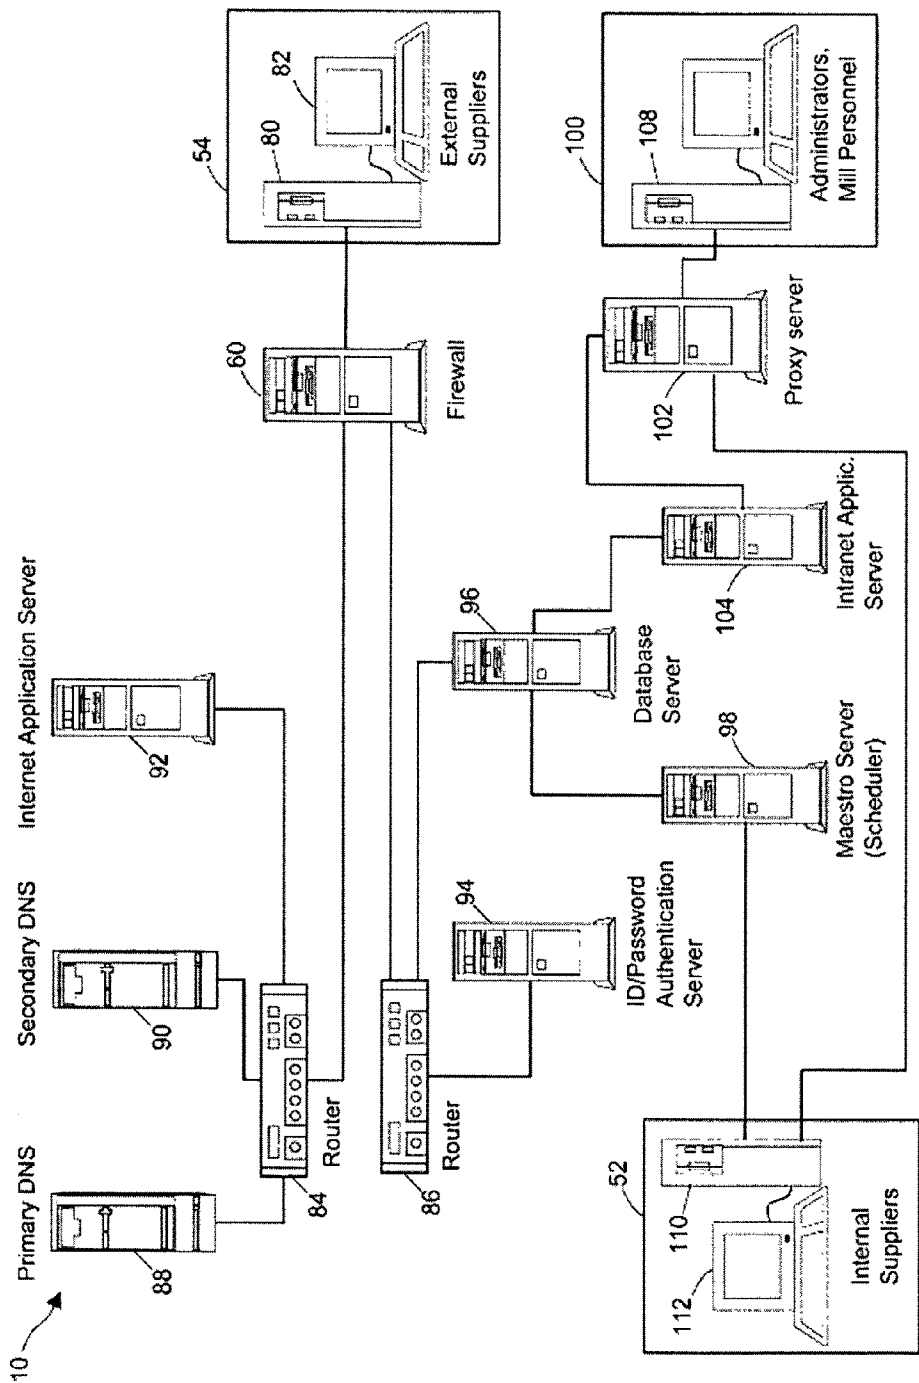 10
Primary DNS
Secondary DNS
Internet Application Server
88
90
92
84
Router
86
Router
60
Firewall
54
80
82
External
Suppliers
94
ID/Password
Authentication
Server
96
Database
Server
98
Maestro Server
(Scheduler)
104
Intranet Applic.
Server
102
Proxy server
100
108
Administrators,
Mill Personnel
52
110
112
Internal
Suppliers